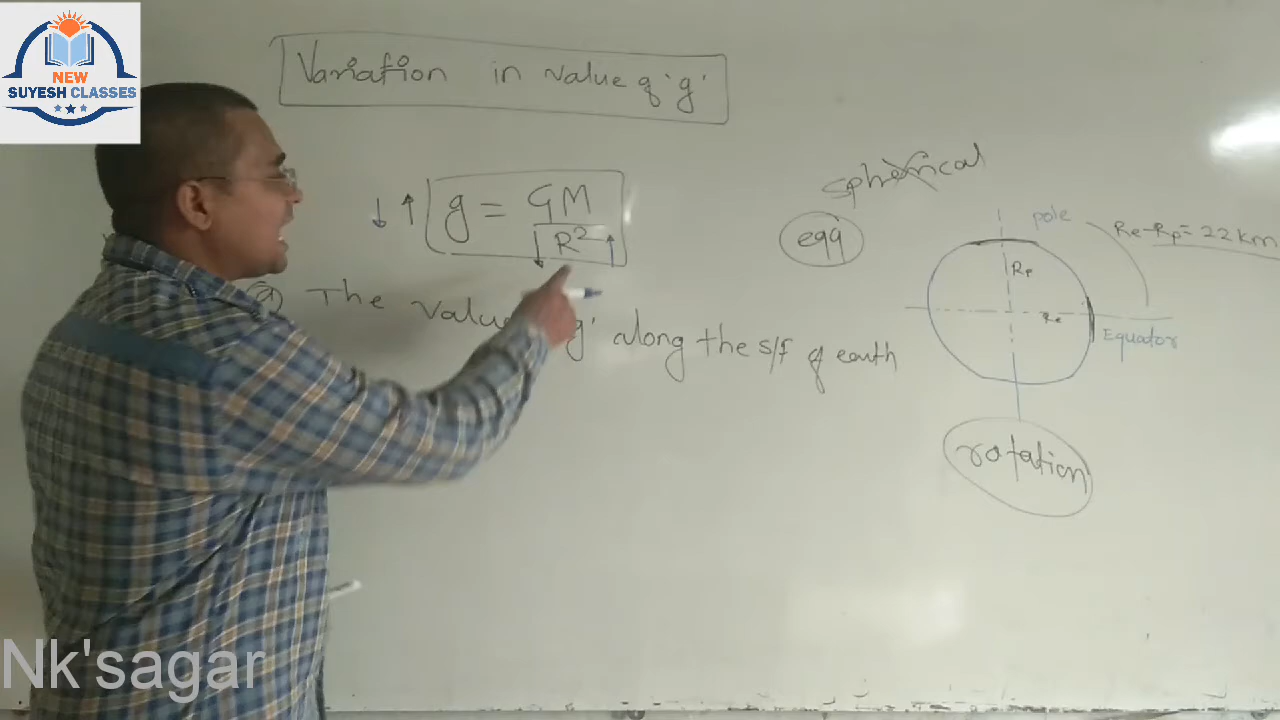 NEW
SUYESH CLASSES
Variation in value of 'g'
g = GM
R²
spherical
egg
pole
Re-Rp = 22 km
Rp
Re
Equator
a) The value 'g' along the s/f of earth
rotation
Nk'sagar